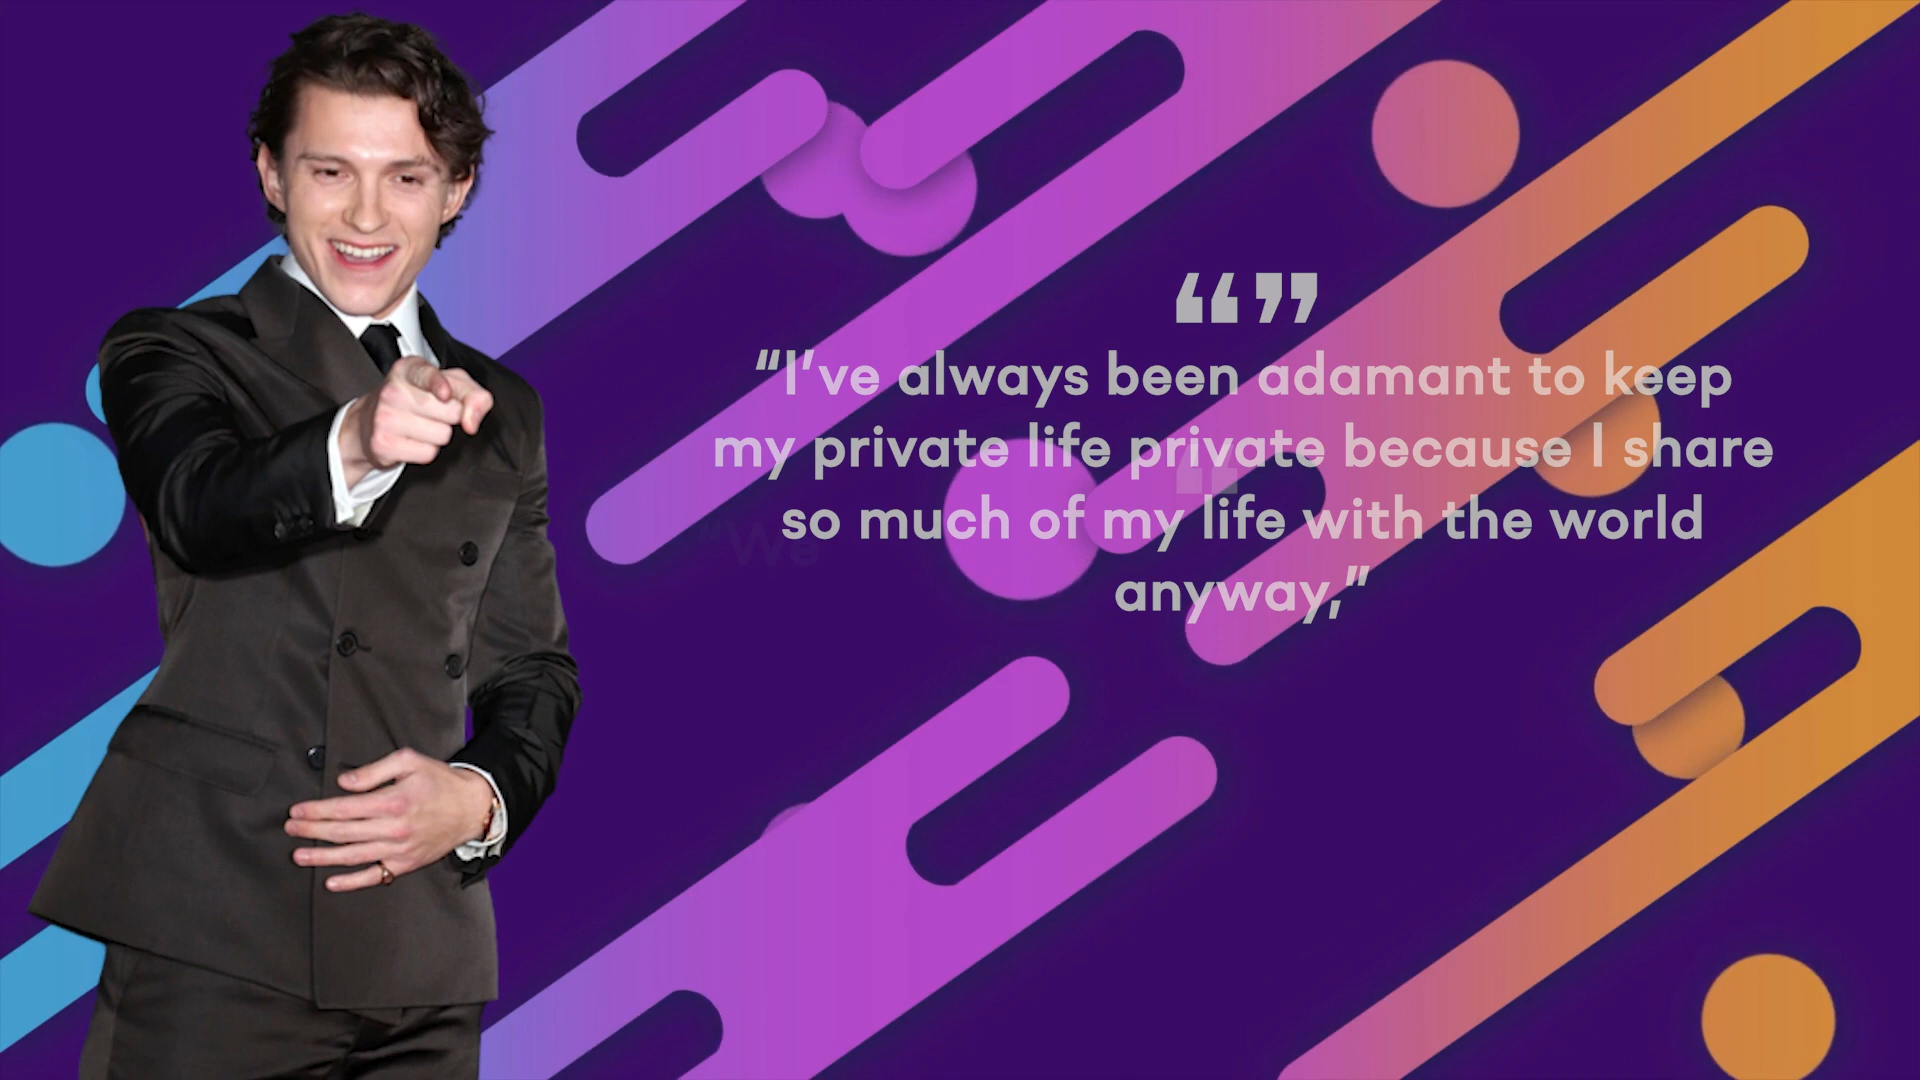 “”
“I’ve always been adamant to keep
my private life private because I share
so much of my life with the world
anyway,”
“We